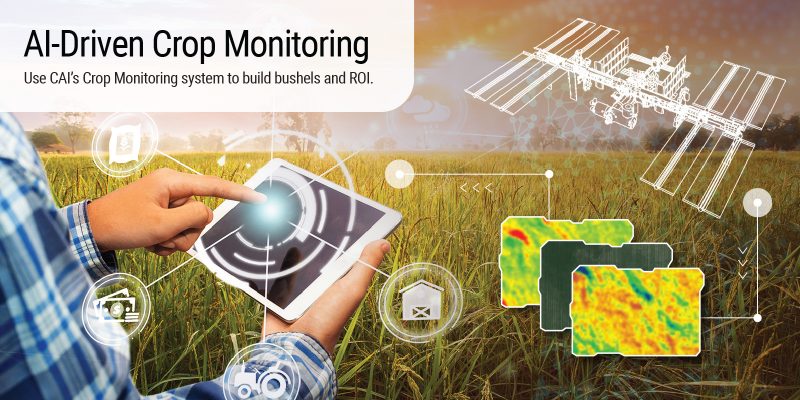 AI-Driven Crop Monitoring
Use CAI's Crop Monitoring system to build bushels and ROI.